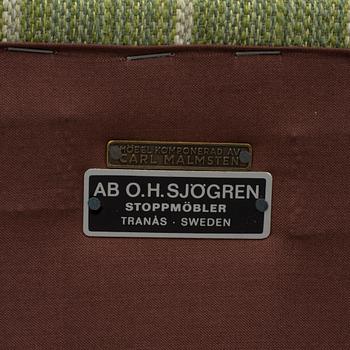 MÖBEL KOMPONERAD AV
CARL MALMSTEN
AB O.H. SJÖGREN
STOPPMÖBLER
TRANÅS · SWEDEN